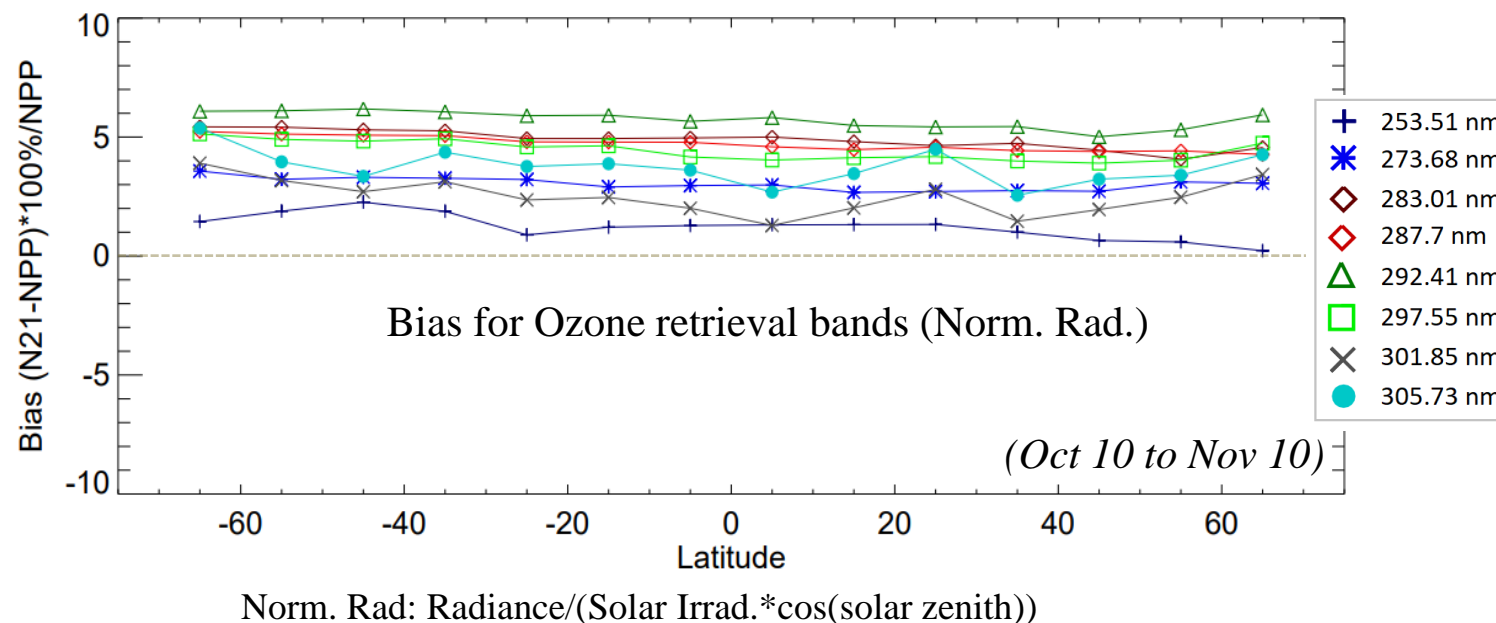 10
5
0
-5
-10
Bias (N21-NPP)*100%/NPP
Bias for Ozone retrieval bands (Norm. Rad.)
(Oct 10 to Nov 10)
253.51 nm
273.68 nm
283.01 nm
287.7 nm
292.41 nm
297.55 nm
301.85 nm
305.73 nm
-60 -40 -20 0 20 40 60
Latitude
Norm. Rad: Radiance/(Solar Irrad.*cos(solar zenith))